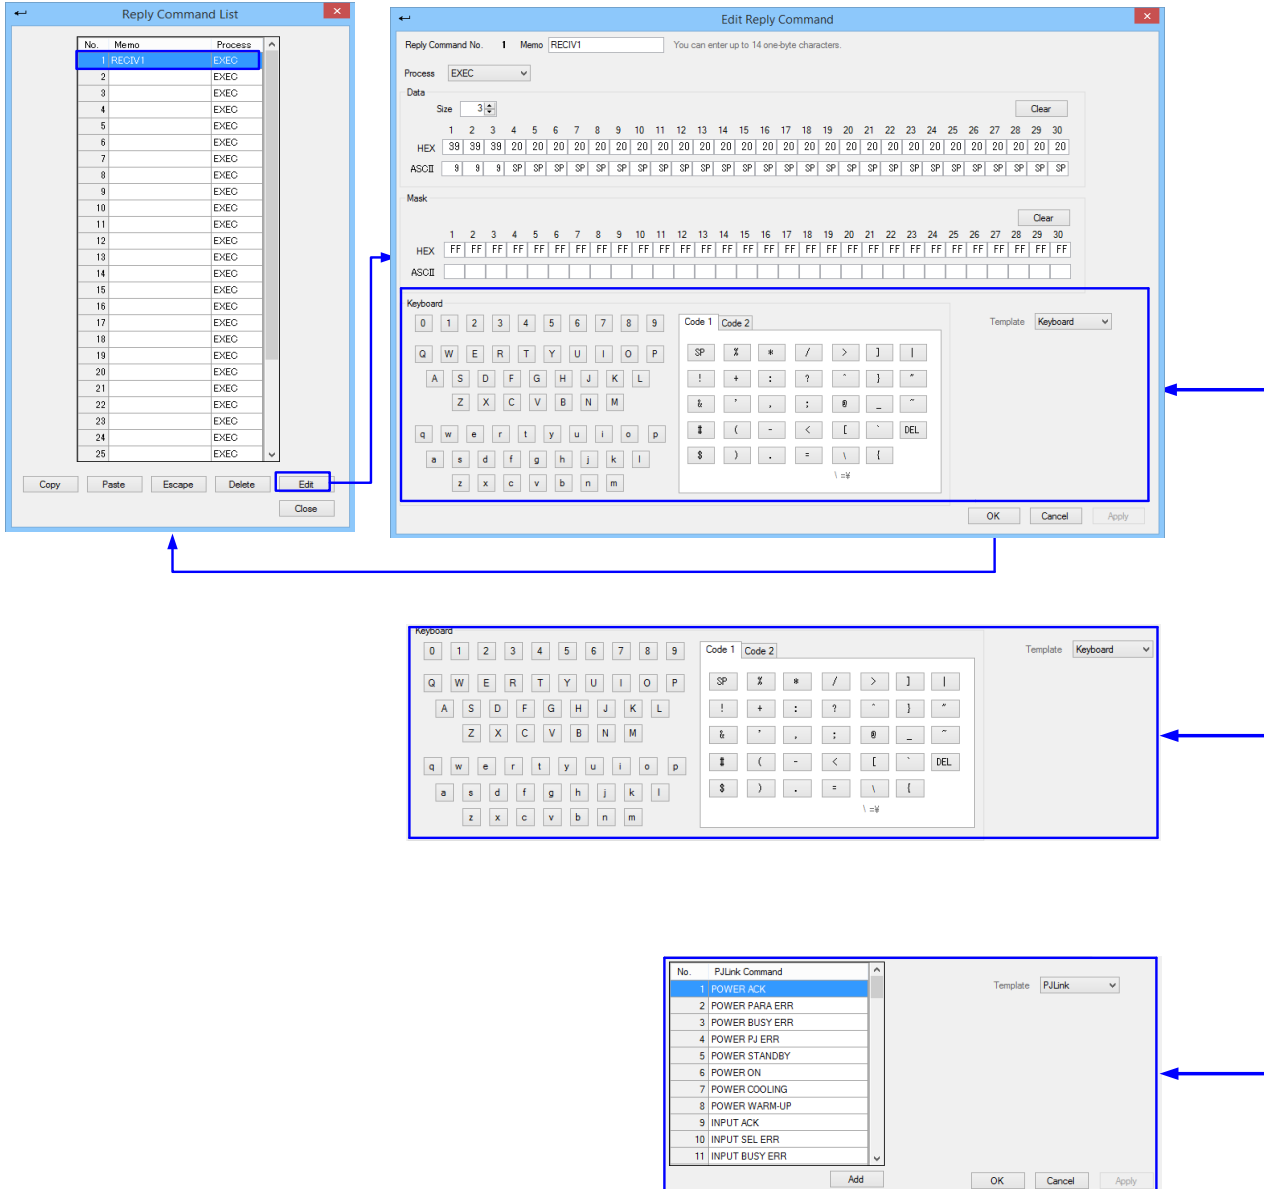 Reply Command List
No. Memo Process
1 RECIV1 EXEC
2 EXEC
3 EXEC
4 EXEC
5 EXEC
6 EXEC
7 EXEC
8 EXEC
9 EXEC
10 EXEC
11 EXEC
12 EXEC
13 EXEC
14 EXEC
15 EXEC
16 EXEC
17 EXEC
18 EXEC
19 EXEC
20 EXEC
21 EXEC
22 EXEC
23 EXEC
24 EXEC
25 EXEC
Copy Paste Escape Delete Edit
Close
Edit Reply Command
Reply Command No. 1 Memo RECIV1 You can enter up to 14 one-byte characters.
Process EXEC
Data
Size 3 Clear
1 2 3 4 5 6 7 8 9 10 11 12 13 14 15 16 17 18 19 20 21 22 23 24 25 26 27 28 29 30
HEX 39 39 39 20 20 20 20 20 20 20 20 20 20 20 20 20 20 20 20 20 20 20 20 20 20 20 20 20 20 20
ASCII 9 9 9 SP SP SP SP SP SP SP SP SP SP SP SP SP SP SP SP SP SP SP SP SP SP SP SP SP SP SP
Mask
Clear
1 2 3 4 5 6 7 8 9 10 11 12 13 14 15 16 17 18 19 20 21 22 23 24 25 26 27 28 29 30
HEX FF FF FF FF FF FF FF FF FF FF FF FF FF FF FF FF FF FF FF FF FF FF FF FF FF FF FF FF FF FF
ASCII
Keyboard
0 1 2 3 4 5 6 7 8 9 Code 1 Code 2 Template Keyboard
Q W E R T Y U I O P SP % * / > ] |
A S D F G H J K L ! + : ? ^ } "
Z X C V B N M & ' , ; @ _ ~
q w e r t y u i o p # ( - < [ ` DEL
a s d f g h j k l $ ) . = \ {
z x c v b n m \ =¥
OK Cancel Apply
Keyboard
0 1 2 3 4 5 6 7 8 9 Code 1 Code 2 Template Keyboard
Q W E R T Y U I O P SP % * / > ] |
A S D F G H J K L ! + : ? ^ } "
Z X C V B N M & ' , ; @ _ ~
q w e r t y u i o p # ( - < [ ` DEL
a s d f g h j k l $ ) . = \ {
z x c v b n m \ =¥
No. PJLink Command
Template PJLink
1 POWER ACK
2 POWER PARA ERR
3 POWER BUSY ERR
4 POWER PJ ERR
5 POWER STANDBY
6 POWER ON
7 POWER COOLING
8 POWER WARM-UP
9 INPUT ACK
10 INPUT SEL ERR
11 INPUT BUSY ERR
Add OK Cancel Apply